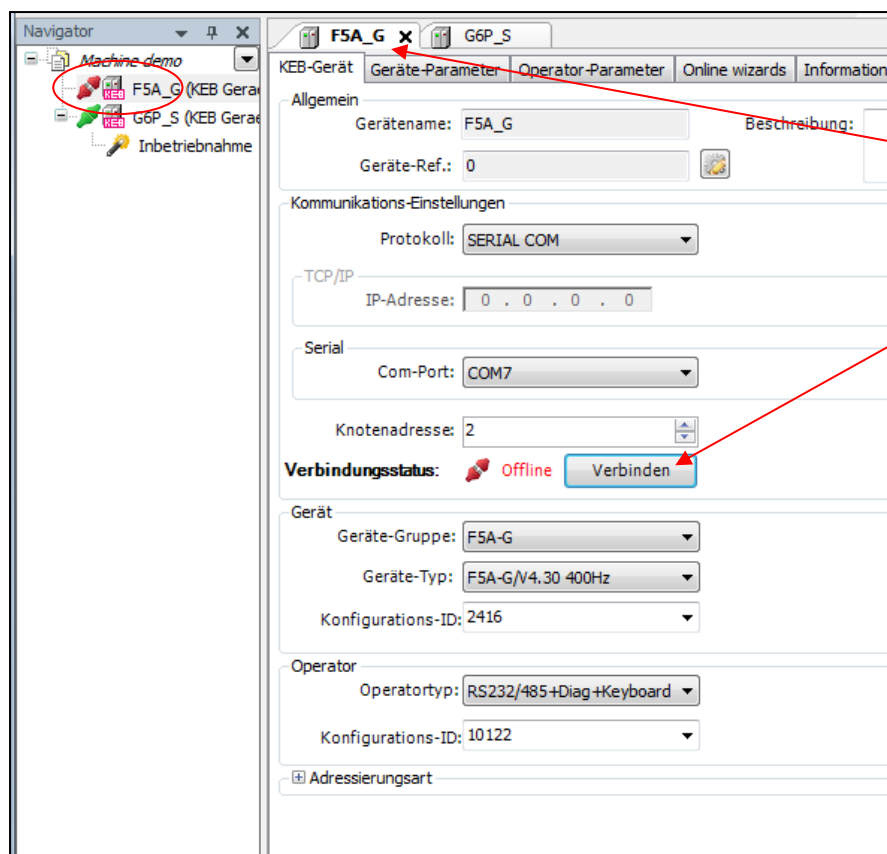 Navigator
Machine demo
F5A_G (KEB Gera
G6P_S (KEB Gerae
Inbetriebnahme
F5A_G G6P_S
KEB-Gerät Geräte-Parameter Operator-Parameter Online wizards Information
Allgemein
Gerätename: F5A_G Beschreibung:
Geräte-Ref.: 0
Kommunikations-Einstellungen
Protokoll: SERIAL COM
TCP/IP
IP-Adresse: 0 . 0 . 0 . 0
Serial
Com-Port: COM7
Knotenadresse: 2
Verbindungsstatus: Offline Verbinden
Gerät
Geräte-Gruppe: F5A-G
Geräte-Typ: F5A-G/V4.30 400Hz
Konfigurations-ID: 2416
Operator
Operatortyp: RS232/485+Diag+Keyboard
Konfigurations-ID: 10122
Adressierungsart